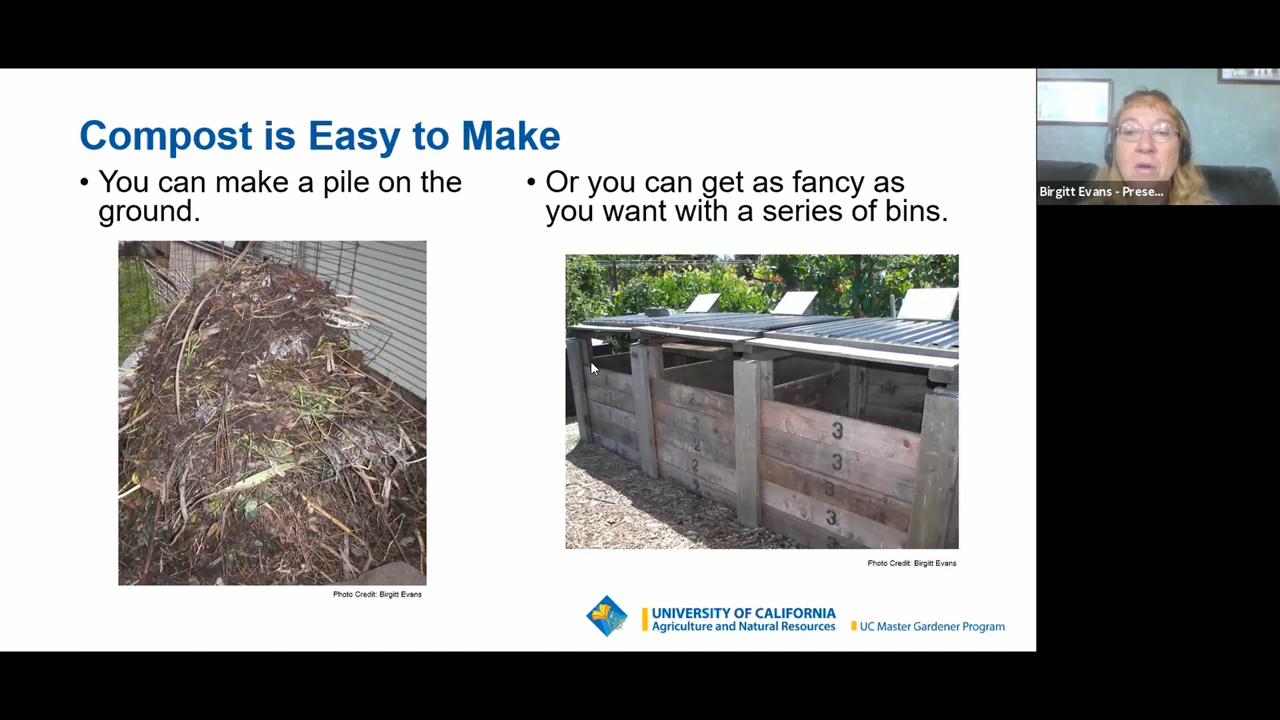 Compost is Easy to Make
• You can make a pile on the
ground.
• Or you can get as fancy as
you want with a series of bins.
2
2
2
2
3
3
3
3
Photo Credit: Birgitt Evans
Photo Credit: Birgitt Evans
UNIVERSITY OF CALIFORNIA
Agriculture and Natural Resources
UC Master Gardener Program
Birgitt Evans - Prese...